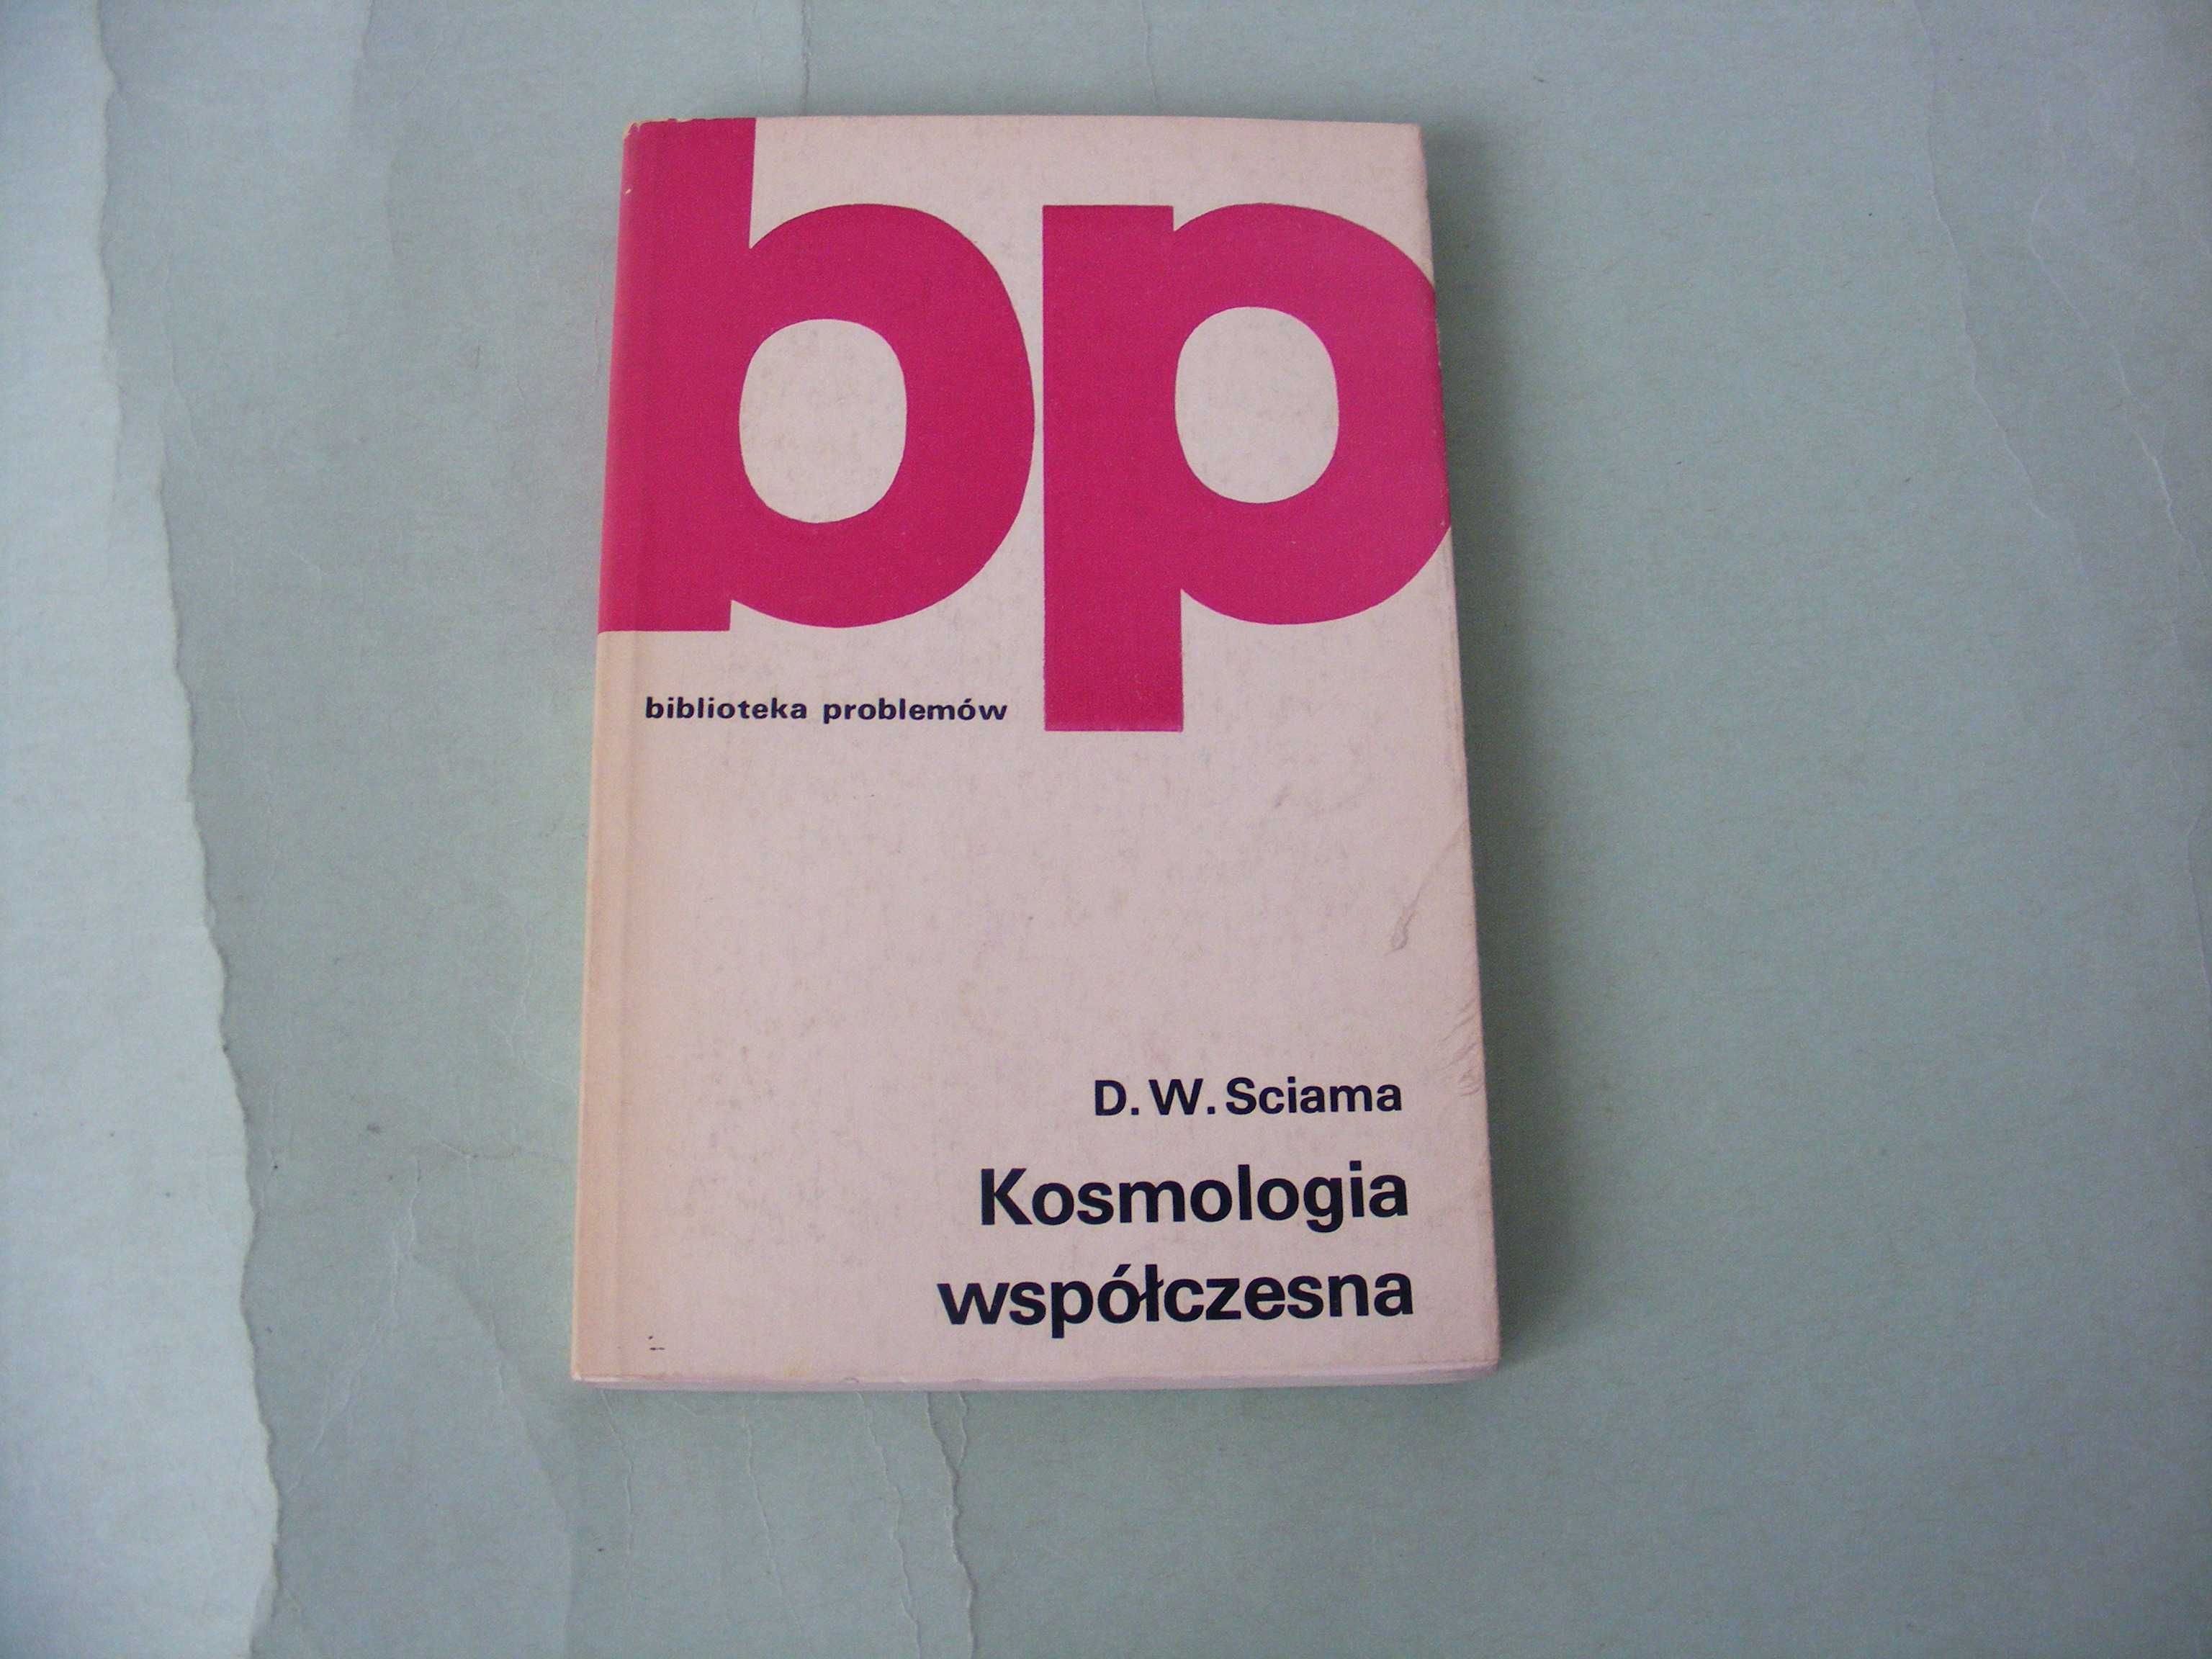 bp
biblioteka problemów
D. W. Sciama
Kosmologia
współczesna